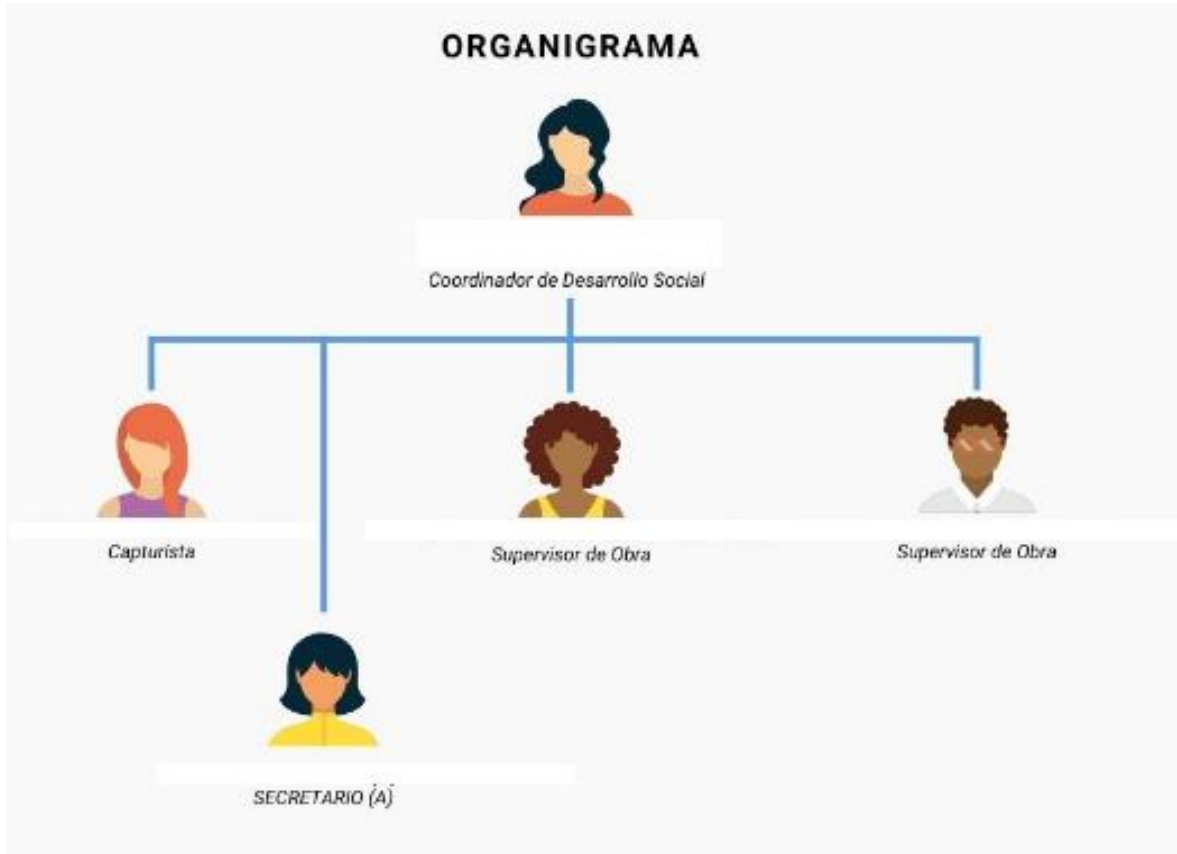 ORGANIGRAMA
Coordinador de Desarrollo Social
Capturista
Supervisor de Obra
Supervisor de Obra
SECRETARIO (A)